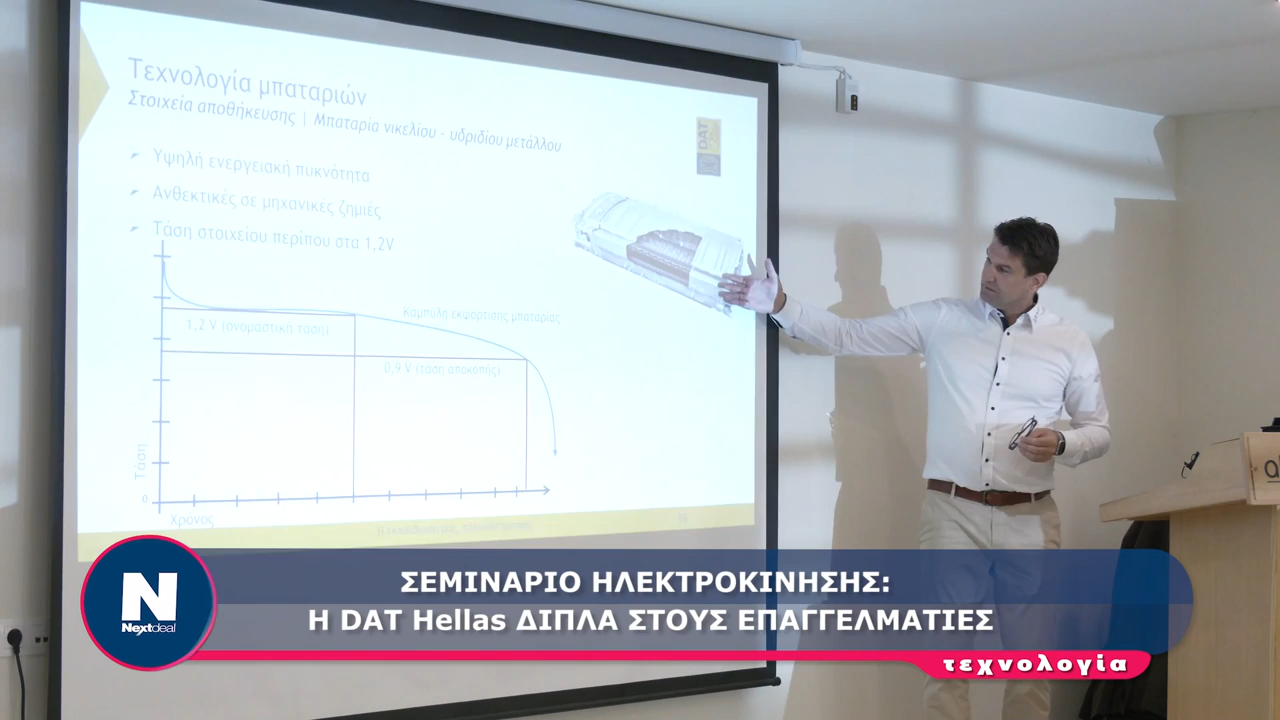 Τεχνολογία μπαταριών
Στοιχεία αποθήκευσης | Μπαταρία νικελίου - υδριδίου μετάλλου
DAT
Υψηλή ενεργειακή πυκνότητα
Ανθεκτικές σε μηχανικές ζημιές
Τάση στοιχείου περίπου στα 1,2V
Καμπύλη εκφόρτισης μπαταρίας
1,2 V (ονομαστική τάση)
0,9 V (τάση αποκοπής)
Τάση
0
Χρονος
ΣΕΜΙΝΑΡΙΟ ΗΛΕΚΤΡΟΚΙΝΗΣΗΣ:
Η DAT Hellas ΔΙΠΛΑ ΣΤΟΥΣ ΕΠΑΓΓΕΛΜΑΤΙΕΣ
N
Nextdeal
τεχνολογία